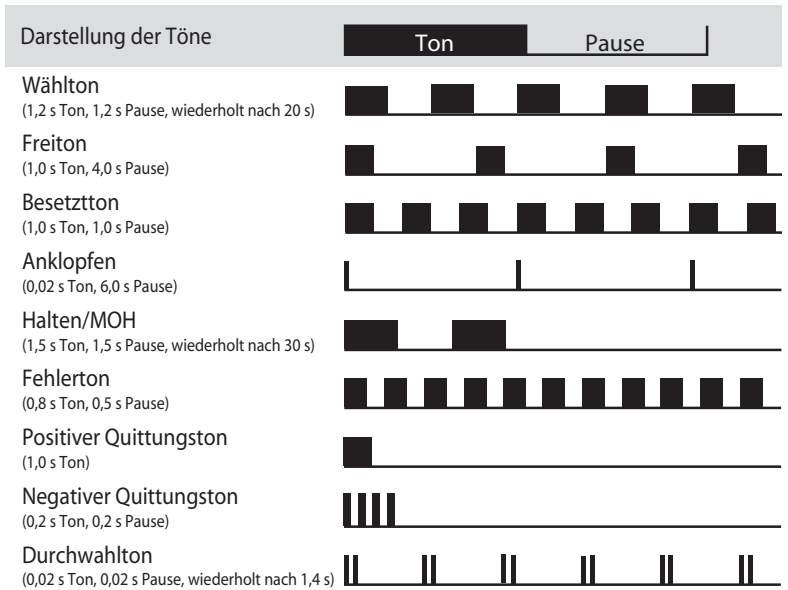 Darstellung der Töne
Ton
Pause
Wählton
(1,2 s Ton, 1,2 s Pause, wiederholt nach 20 s)
Freiton
(1,0 s Ton, 4,0 s Pause)
Besetztton
(1,0 s Ton, 1,0 s Pause)
Anklopfen
(0,02 s Ton, 6,0 s Pause)
Halten/MOH
(1,5 s Ton, 1,5 s Pause, wiederholt nach 30 s)
Fehlerton
(0,8 s Ton, 0,5 s Pause)
Positiver Quittungston
(1,0 s Ton)
Negativer Quittungston
(0,2 s Ton, 0,2 s Pause)
Durchwahlton
(0,02 s Ton, 0,02 s Pause, wiederholt nach 1,4 s)